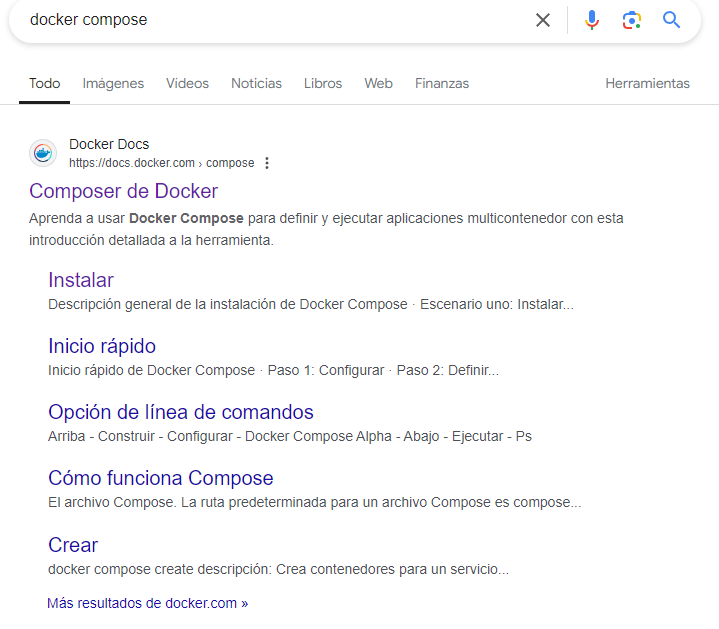 docker compose
Todo Imágenes Videos Noticias Libros Web Finanzas Herramientas
Docker Docs
https://docs.docker.com › compose
Composer de Docker
Aprenda a usar Docker Compose para definir y ejecutar aplicaciones multicontenedor con esta
introducción detallada a la herramienta.
Instalar
Descripción general de la instalación de Docker Compose · Escenario uno: Instalar...
Inicio rápido
Inicio rápido de Docker Compose · Paso 1: Configurar · Paso 2: Definir...
Opción de línea de comandos
Arriba - Construir - Configurar - Docker Compose Alpha - Abajo - Ejecutar - Ps
Cómo funciona Compose
El archivo Compose. La ruta predeterminada para un archivo Compose es compose...
Crear
docker compose create descripción: Crea contenedores para un servicio...
Más resultados de docker.com »